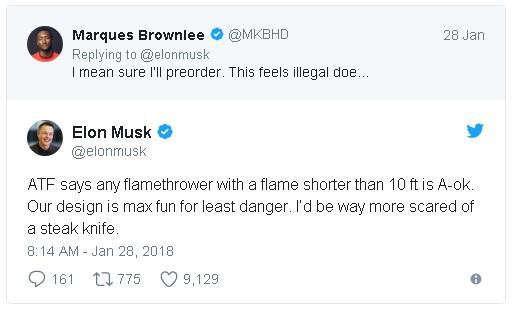 Marques Brownlee @MKBHD 28 Jan
Replying to @elonmusk
I mean sure I'll preorder. This feels illegal doe...
Elon Musk
@elonmusk
ATF says any flamethrower with a flame shorter than 10 ft is A-ok.
Our design is max fun for least danger. I'd be way more scared of
a steak knife.
8:14 AM - Jan 28, 2018
161 775 9,129